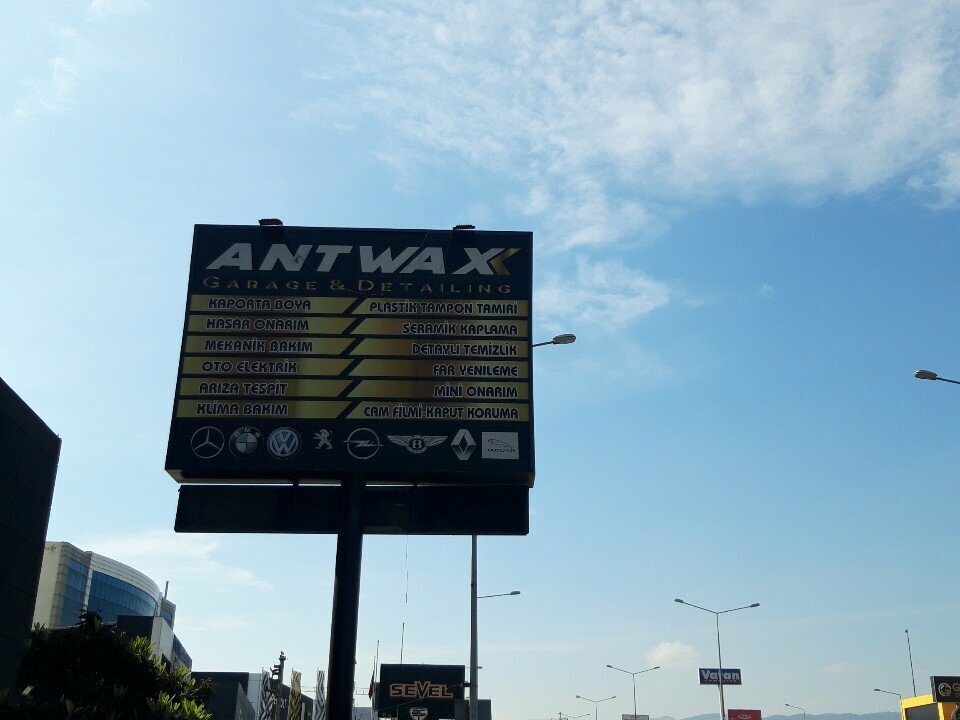 ANTWAX
GARAGE & DETAILING
KAPORTA BOYA
PLASTİK TAMPON TAMİRİ
HASAR ONARIM
SERAMİK KAPLAMA
MEKANİK BAKIM
DETAYLI TEMİZLİK
OTO ELEKTRİK
FAR YENİLEME
ARIZA TESPİT
MİNİ ONARIM
KLİMA BAKIM
CAM FİLMİ-KAPUT KORUMA
BMW
JAGUAR
SEVEL
Vatan